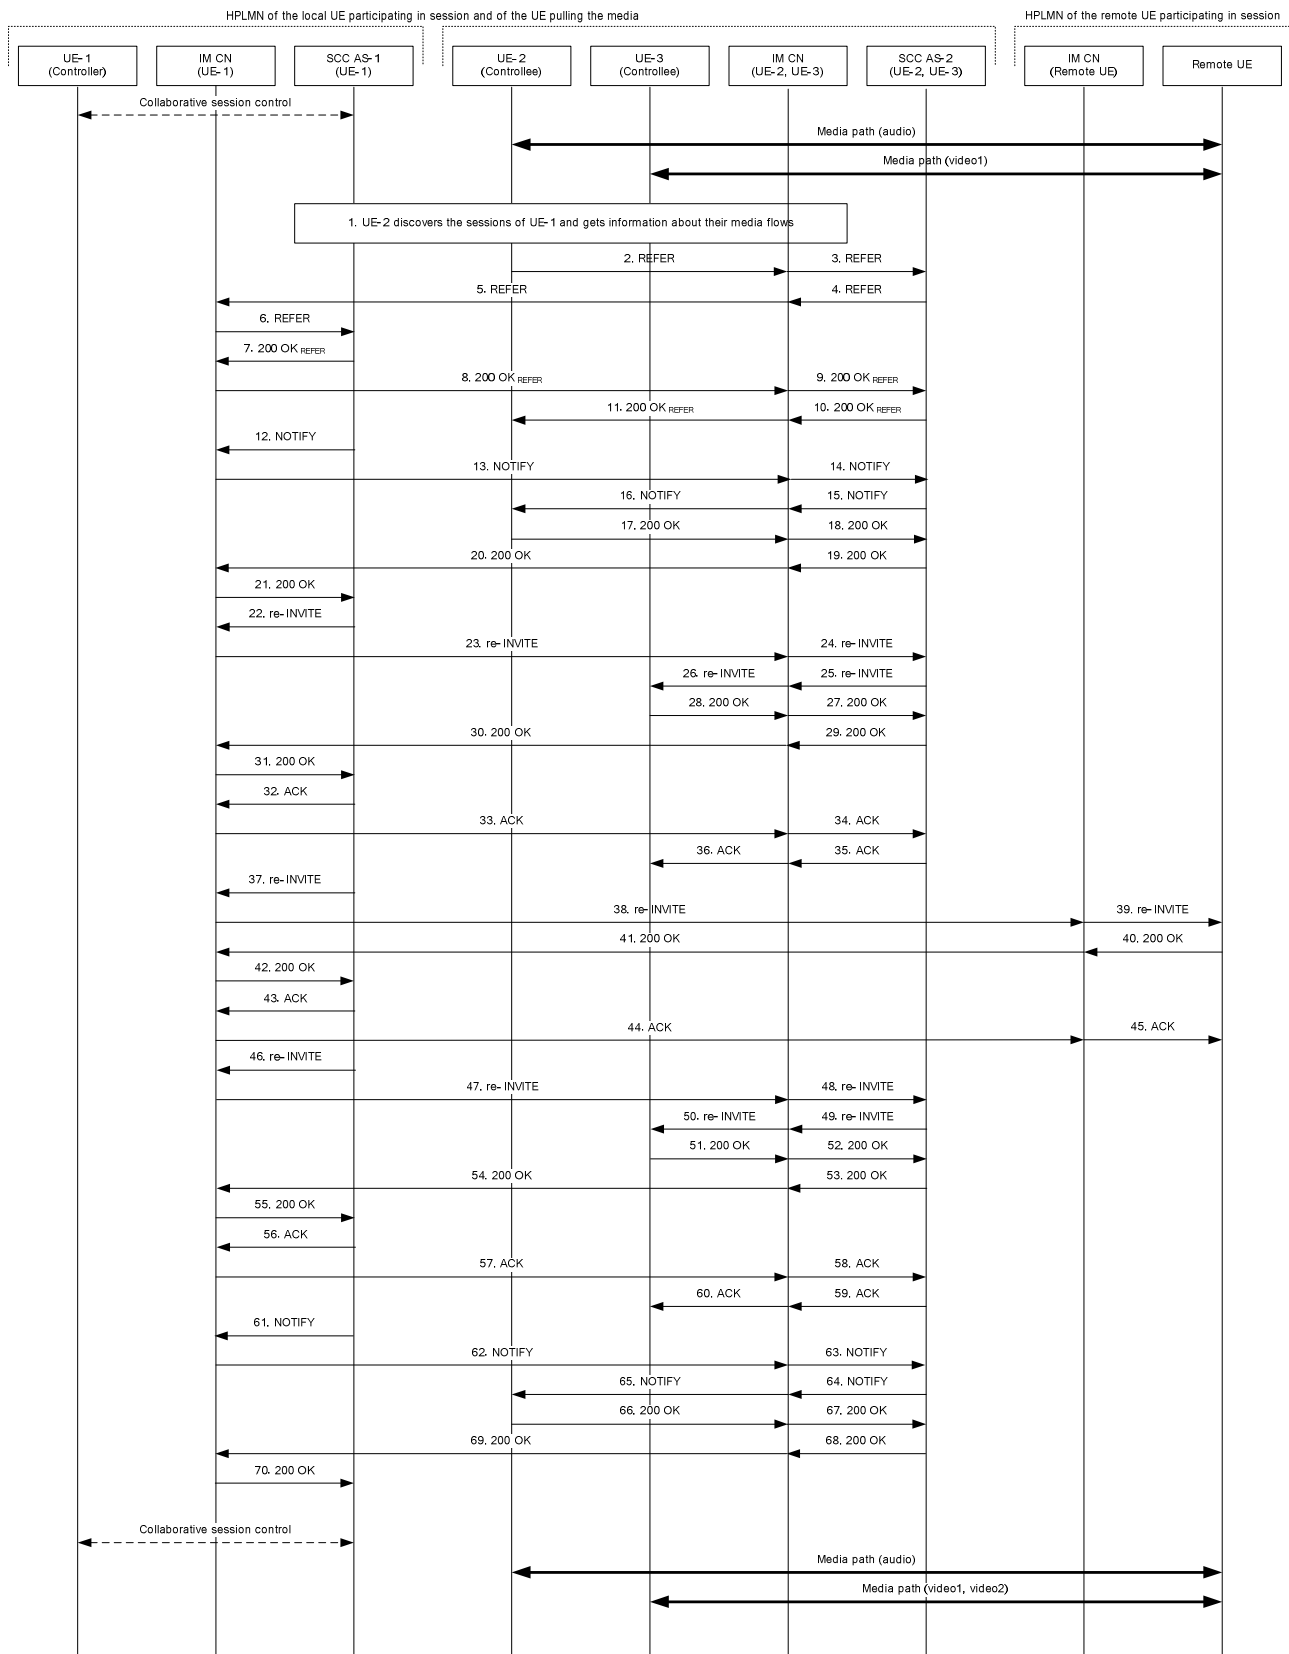 HPLMN of the local UE participating in session and of the UE pulling the media
HPLMN of the remote UE participating in session
UE-1
(Controller)
IM CN
(UE-1)
SCC AS-1
(UE-1)
UE-2
(Controllee)
UE-3
(Controllee)
IM CN
(UE-2, UE-3)
SCC AS-2
(UE-2, UE-3)
IM CN
(Remote UE)
Remote UE
Collaborative session control
Media path (audio)
Media path (video1)
1. UE-2 discovers the sessions of UE-1 and gets information about their media flows
2. REFER
3. REFER
5. REFER
4. REFER
6. REFER
7. 200 OK REFER
8. 200 OK REFER
9. 200 OK REFER
11. 200 OK REFER
10. 200 OK REFER
12. NOTIFY
13. NOTIFY
14. NOTIFY
16. NOTIFY
15. NOTIFY
17. 200 OK
18. 200 OK
20. 200 OK
19. 200 OK
21. 200 OK
22. re-INVITE
23. re-INVITE
24. re-INVITE
26. re-INVITE
25. re-INVITE
28. 200 OK
27. 200 OK
30. 200 OK
29. 200 OK
31. 200 OK
32. ACK
33. ACK
34. ACK
36. ACK
35. ACK
37. re-INVITE
38. re-INVITE
39. re-INVITE
41. 200 OK
40. 200 OK
42. 200 OK
43. ACK
44. ACK
45. ACK
46. re-INVITE
47. re-INVITE
48. re-INVITE
50. re-INVITE
49. re-INVITE
51. 200 OK
52. 200 OK
54. 200 OK
53. 200 OK
55. 200 OK
56. ACK
57. ACK
58. ACK
60. ACK
59. ACK
61. NOTIFY
62. NOTIFY
63. NOTIFY
65. NOTIFY
64. NOTIFY
66. 200 OK
67. 200 OK
69. 200 OK
68. 200 OK
70. 200 OK
Collaborative session control
Media path (audio)
Media path (video1, video2)